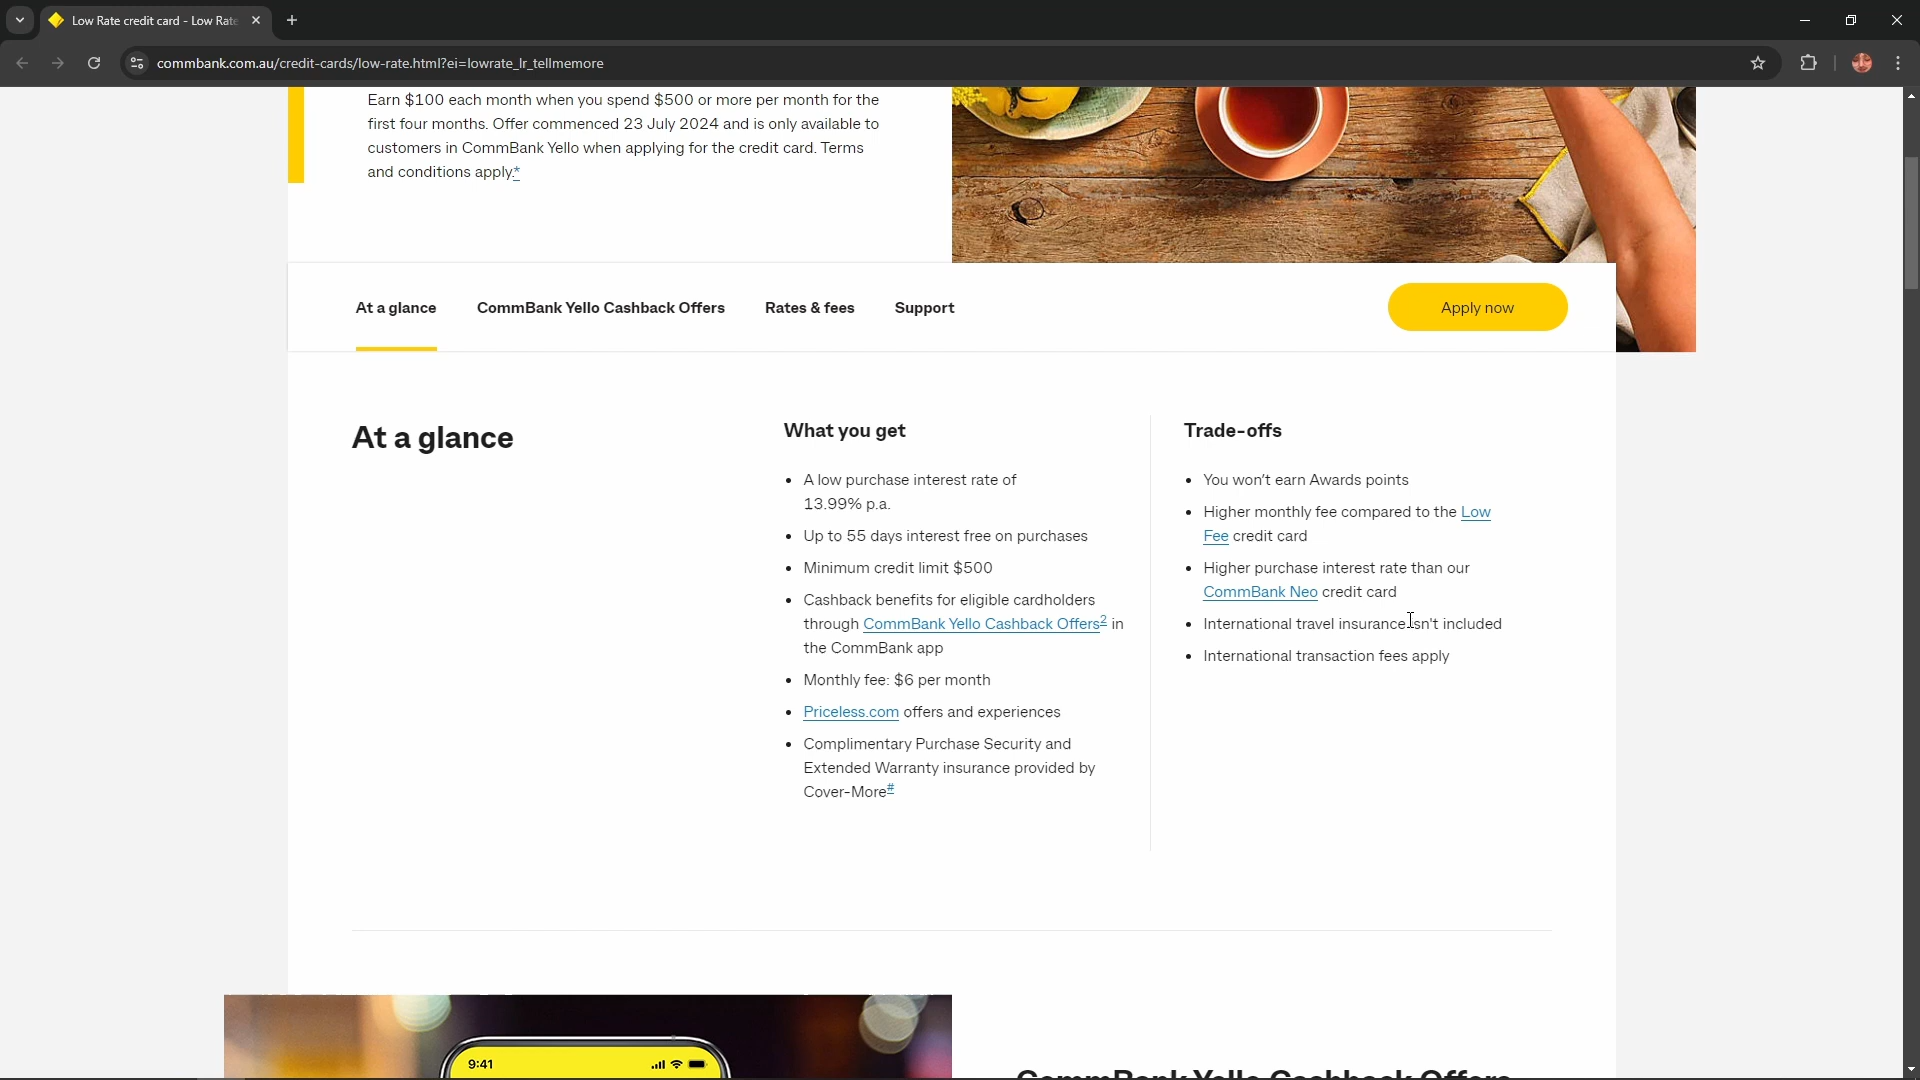 Low Rate credit card - Low Rate
commbank.com.au/credit-cards/low-rate.html?ei=lowrate_lr_tellmemore
Earn $100 each month when you spend $500 or more per month for the
first four months. Offer commenced 23 July 2024 and is only available to
customers in CommBank Yello when applying for the credit card. Terms
and conditions apply.*
At a glance
CommBank Yello Cashback Offers
Rates & fees
Support
Apply now
At a glance
What you get
• A low purchase interest rate of
13.99% p.a.
• Up to 55 days interest free on purchases
• Minimum credit limit $500
• Cashback benefits for eligible cardholders
through CommBank Yello Cashback Offers2 in
the CommBank app
• Monthly fee: $6 per month
• Priceless.com offers and experiences
• Complimentary Purchase Security and
Extended Warranty insurance provided by
Cover-More#
Trade-offs
• You won't earn Awards points
• Higher monthly fee compared to the Low
Fee credit card
• Higher purchase interest rate than our
CommBank Neo credit card
• International travel insurance isn't included
• International transaction fees apply
9:41
CommBank Yello Cashback Offers